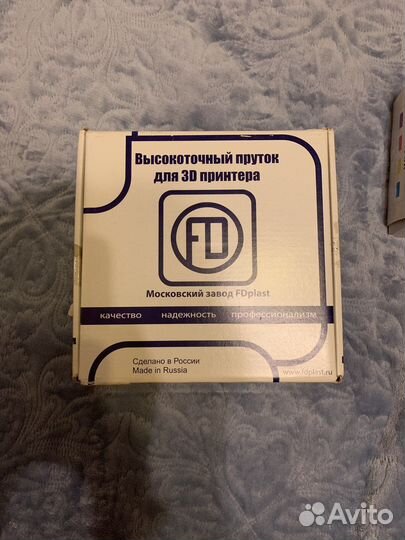 Высокоточный пруток
для 3D принтера
FD
Московский завод FDplast
качество надежность профессионализм
Сделано в России
Made in Russia
www.fdplast.ru
Avito